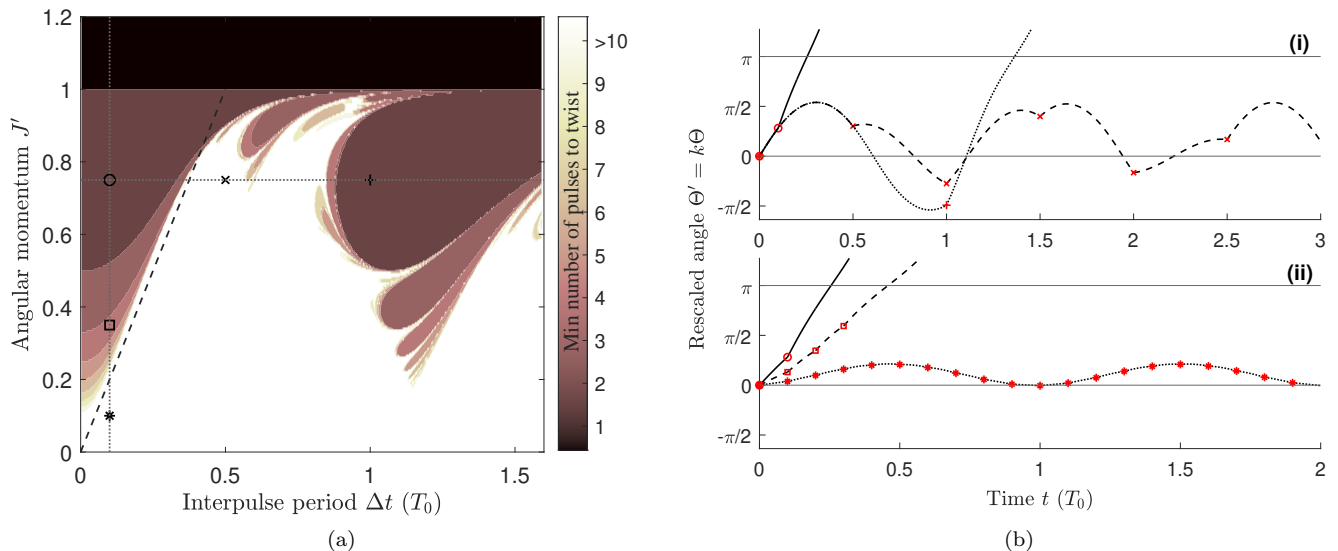 1.2
1
0.8
0.6
0.4
0.2
0
Angular momentum J′
0 0.5 1 1.5
Interpulse period Δt (T₀)
(a)
>10
9
8
7
6
5
4
3
2
1
Min number of pulses to twist
Rescaled angle Θ′ = kΘ
(i)
π
π/2
0
-π/2
0 0.5 1 1.5 2 2.5 3
(ii)
π
π/2
0
-π/2
0 0.5 1 1.5 2
Time t (T₀)
(b)